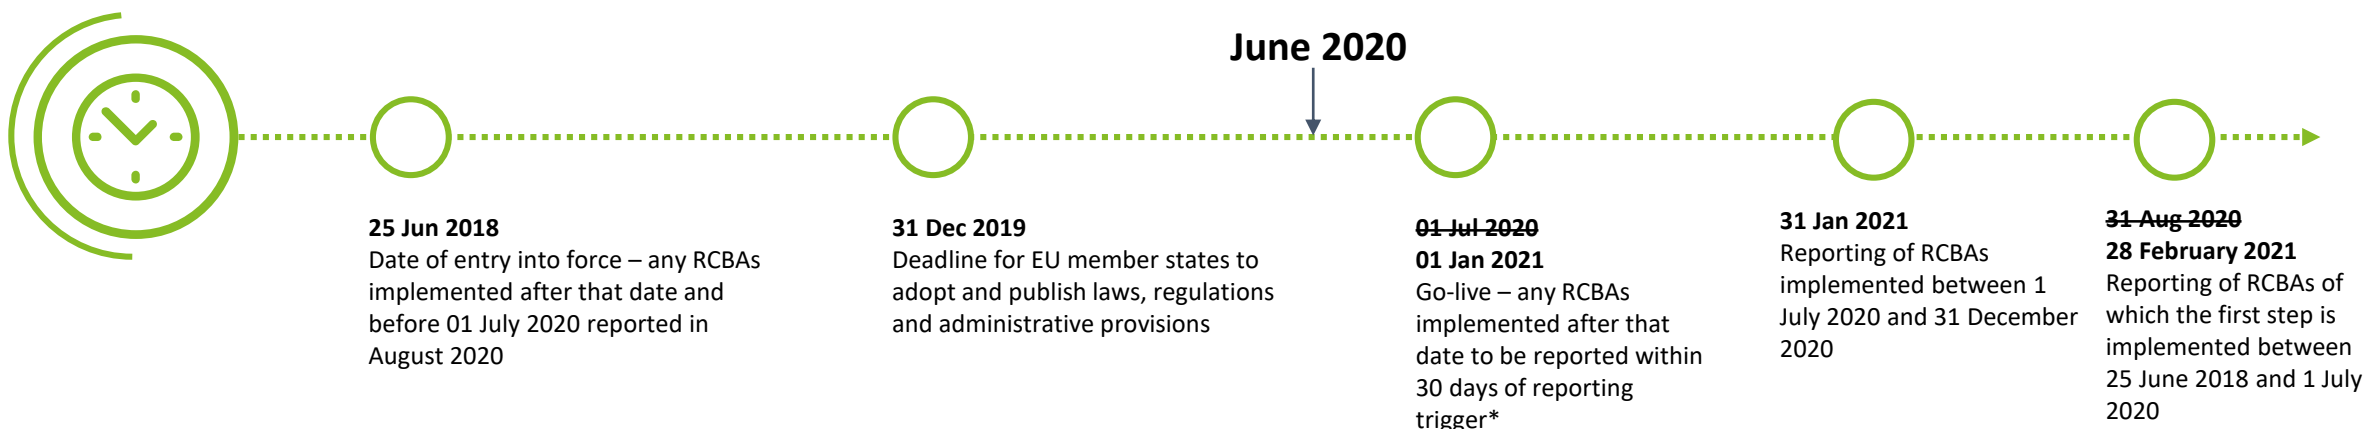 June 2020
25 Jun 2018
Date of entry into force – any RCBAs
implemented after that date and
before 01 July 2020 reported in
August 2020
31 Dec 2019
Deadline for EU member states to
adopt and publish laws, regulations
and administrative provisions
01 Jul 2020
01 Jan 2021
Go-live – any RCBAs
implemented after that
date to be reported within
30 days of reporting
trigger*
31 Jan 2021
Reporting of RCBAs
implemented between 1
July 2020 and 31 December
2020
31 Aug 2020
28 February 2021
Reporting of RCBAs of
which the first step is
implemented between
25 June 2018 and 1 July
2020